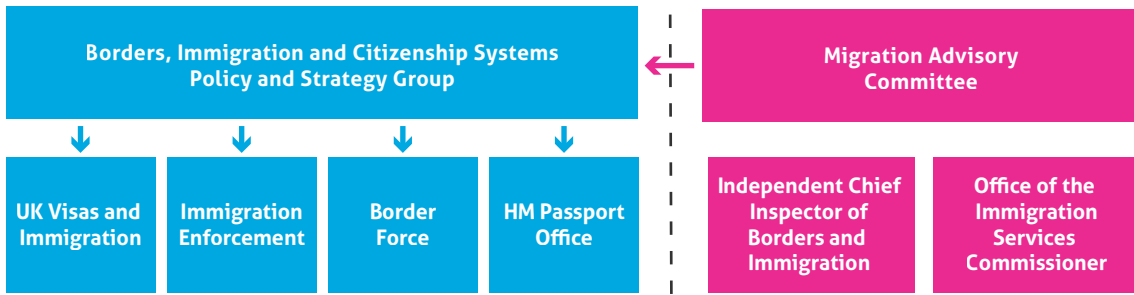 Borders, Immigration and Citizenship Systems
Policy and Strategy Group
Migration Advisory
Committee
UK Visas and
Immigration
Immigration
Enforcement
Border
Force
HM Passport
Office
Independent Chief
Inspector of
Borders and
Immigration
Office of the
Immigration
Services
Commissioner